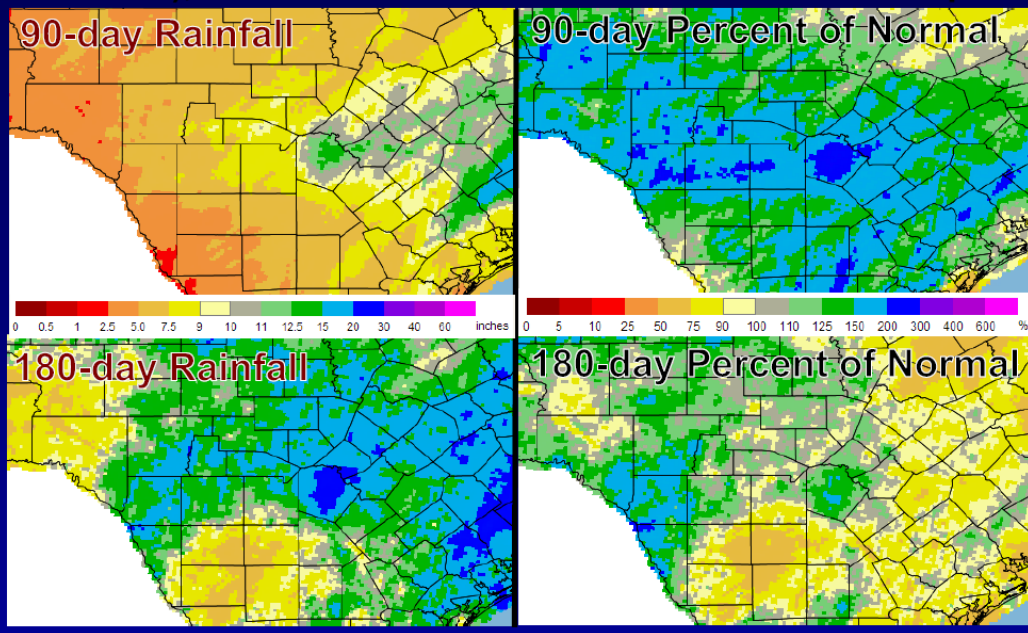 90-day Rainfall
90-day Percent of Normal
0 0.5 1 2.5 5.0 7.5 9 10 11 12.5 15 20 30 40 60 inches
0 5 10 25 50 75 90 100 110 125 150 200 300 400 600 %
180-day Rainfall
180-day Percent of Normal